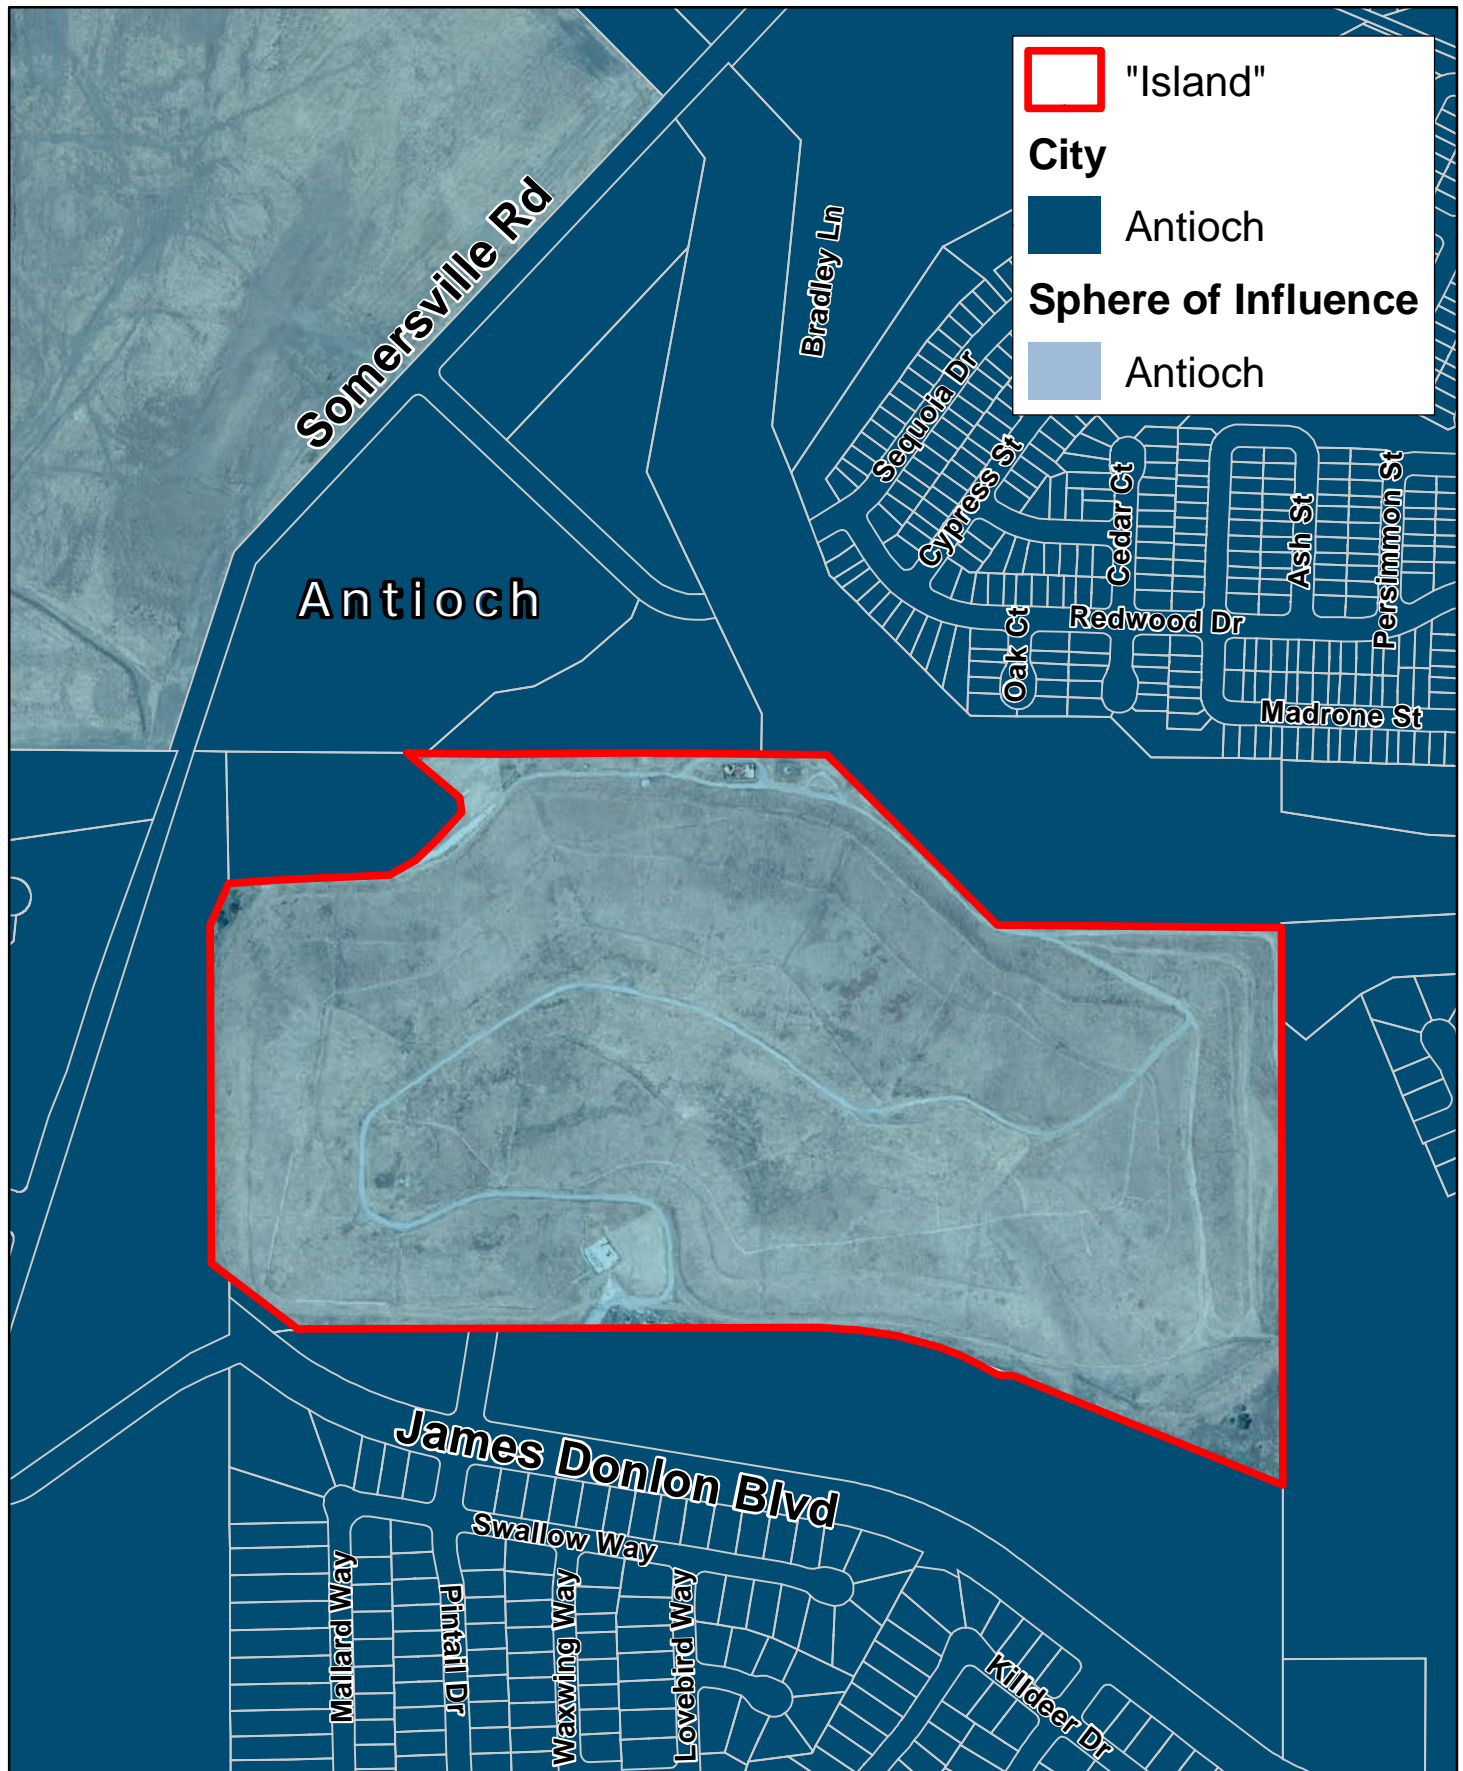 "Island"
City
Antioch
Sphere of Influence
Antioch
Somersville Rd
Bradley Ln
Sequoia Dr
Cypress St
Cedar Ct
Ash St
Persimmon St
Antioch
Oak Ct
Redwood Dr
Madrone St
James Donlon Blvd
Swallow Way
Mallard Way
Pintail Dr
Waxwing Way
Lovebird Way
Killdeer Dr